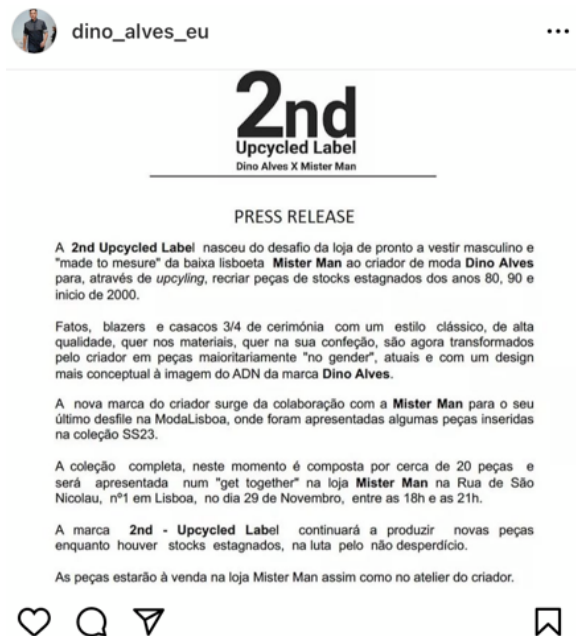 dino_alves_eu
2nd
Upcycled Label
Dino Alves X Mister Man
PRESS RELEASE
A 2nd Upcycled Label nasceu do desafio da loja de pronto a vestir masculino e
"made to mesure" da baixa lisboeta Mister Man ao criador de moda Dino Alves
para, através de upcyling, recriar peças de stocks estagnados dos anos 80, 90 e
inicio de 2000.
Fatos, blazers e casacos 3/4 de cerimónia com um estilo clássico, de alta
qualidade, quer nos materiais, quer na sua confeção, são agora transformados
pelo criador em peças maioritariamente "no gender", atuais e com um design
mais conceptual à imagem do ADN da marca Dino Alves.
A nova marca do criador surge da colaboração com a Mister Man para o seu
último desfile na ModaLisboa, onde foram apresentadas algumas peças inseridas
na coleção SS23.
A coleção completa, neste momento é composta por cerca de 20 peças e
será apresentada num "get together" na loja Mister Man na Rua de São
Nicolau, nº1 em Lisboa, no dia 29 de Novembro, entre as 18h e as 21h.
A marca 2nd - Upcycled Label continuará a produzir novas peças
enquanto houver stocks estagnados, na luta pelo não desperdício.
As peças estarão à venda na loja Mister Man assim como no atelier do criador.